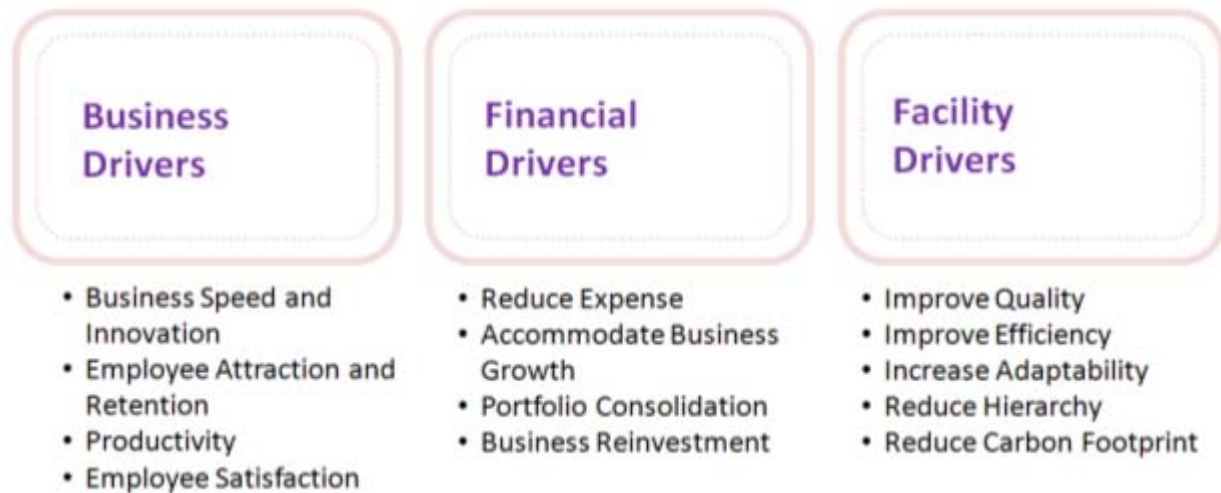 Business
Drivers
• Business Speed and
Innovation
• Employee Attraction and
Retention
• Productivity
• Employee Satisfaction
Financial
Drivers
• Reduce Expense
• Accommodate Business
Growth
• Portfolio Consolidation
• Business Reinvestment
Facility
Drivers
• Improve Quality
• Improve Efficiency
• Increase Adaptability
• Reduce Hierarchy
• Reduce Carbon Footprint